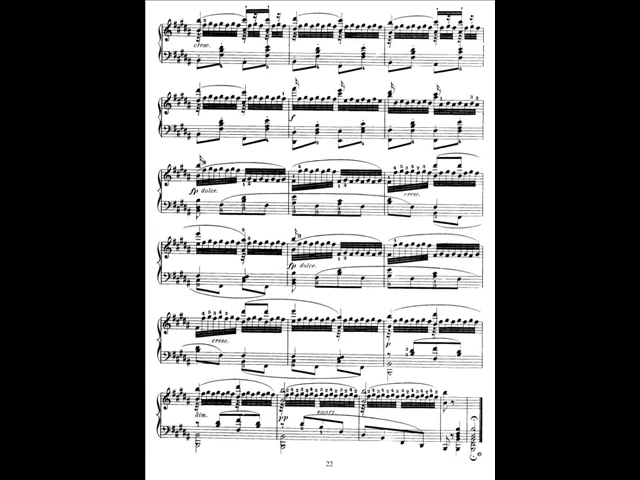 cresc.
f
fp dolce. cresc.
fp dolce.
cresc. p
dim. pp smorz.
22